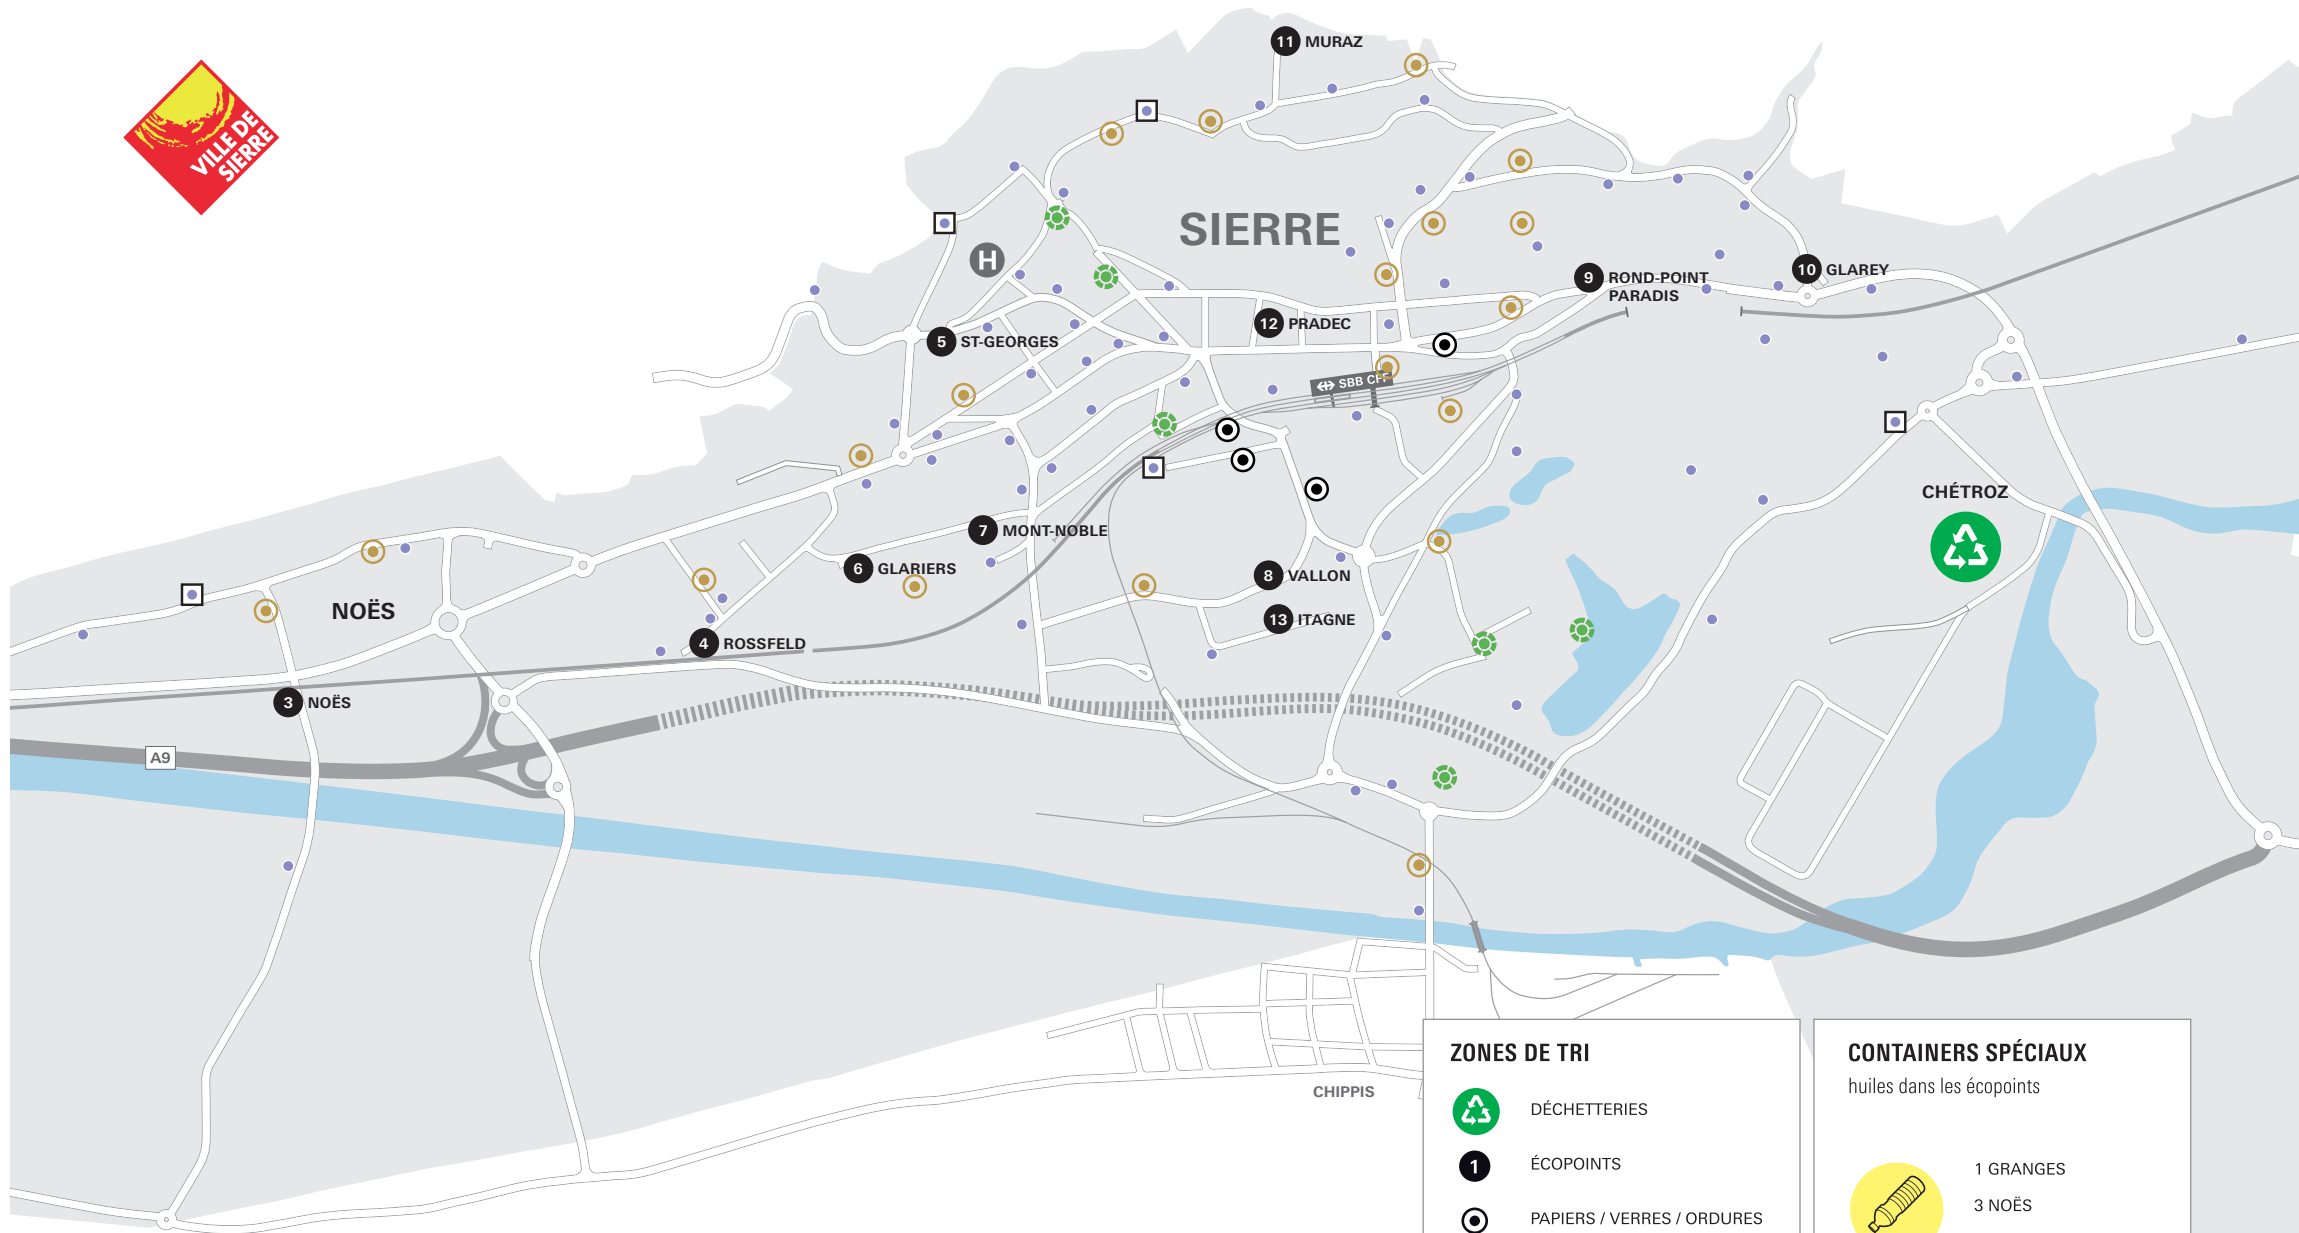 VILLE DE
SIERRE
11 MURAZ
SIERRE
H
9 ROND-POINT
PARADIS
10 GLAREY
12 PRADEC
5 ST-GEORGES
SBB CFF
CHÉTROZ
7 MONT-NOBLE
6 GLARIERS
8 VALLON
NOËS
13 ITAGNE
4 ROSSFELD
3 NOËS
A9
CHIPPIS
ZONES DE TRI
DÉCHETTERIES
1 ÉCOPOINTS
PAPIERS / VERRES / ORDURES
CONTAINERS SPÉCIAUX
huiles dans les écopoints
1 GRANGES
3 NOËS